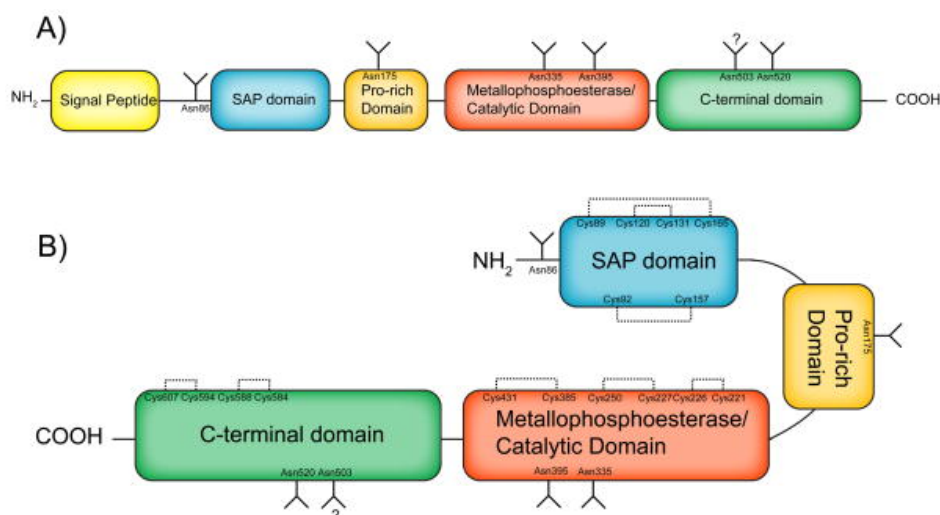 A)
NH2
Signal Peptide
Asn86
SAP domain
Asn175
Pro-rich
Domain
Asn335 Asn395
Metallophosphoesterase/
Catalytic Domain
?
Asn503 Asn520
C-terminal domain
COOH
B)
NH2
Asn86
Cys89 Cys120 Cys131 Cys165
SAP domain
Cys92 Cys157
Pro-rich
Domain
Asn175
Cys607 Cys594 Cys588 Cys584
C-terminal domain
COOH
Asn520 Asn503
?
Cys431 Cys385 Cys250 Cys227 Cys226 Cys221
Metallophosphoesterase/
Catalytic Domain
Asn395 Asn335